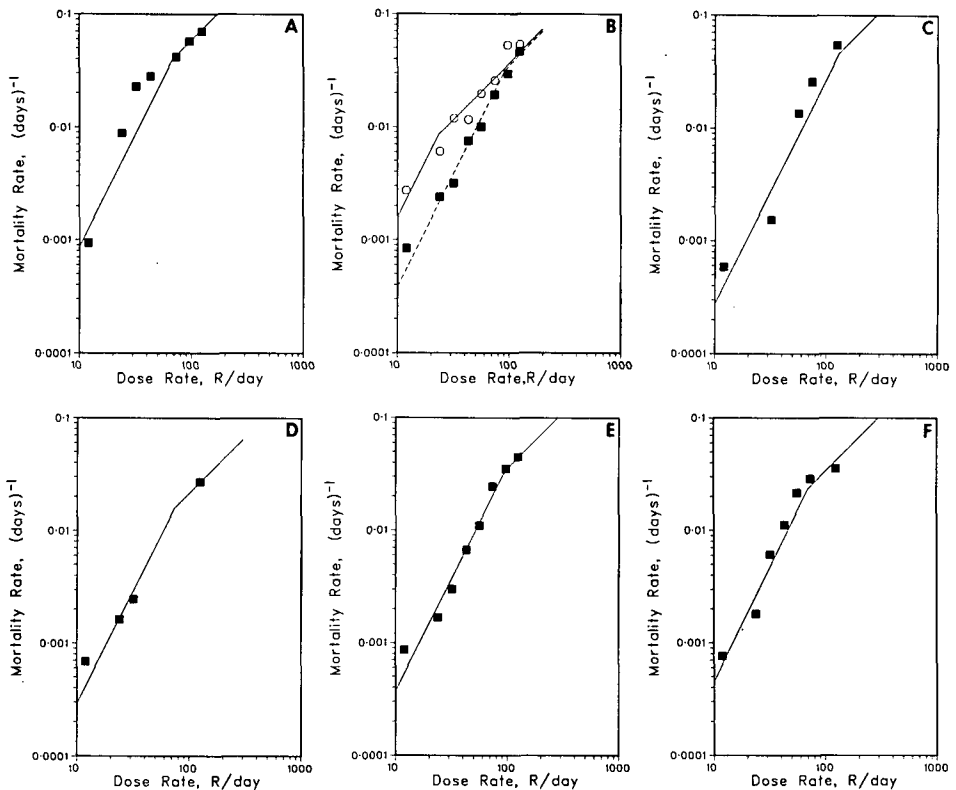 A
0·1
0·01
0·001
0·0001
10
100
1000
Mortality Rate, (days)⁻¹
Dose Rate, R/day
B
0·1
0·01
0·001
0·0001
10
100
1000
Mortality Rate, (days)⁻¹
Dose Rate,R/day
C
0·1
0·01
0·001
0·0001
10
100
1000
Mortality Rate, (days)⁻¹
Dose Rate, R/day
D
0·1
0·01
0·001
0·0001
10
100
1000
Mortality Rate, (days)⁻¹
Dose Rate, R/day
E
0·1
0·01
0·001
0·0001
10
100
1000
Mortality Rate, (days)⁻¹
Dose Rate, R/day
F
0·1
0·01
0·001
0·0001
10
100
1000
Mortality Rate, (days)⁻¹
Dose Rate, R/day